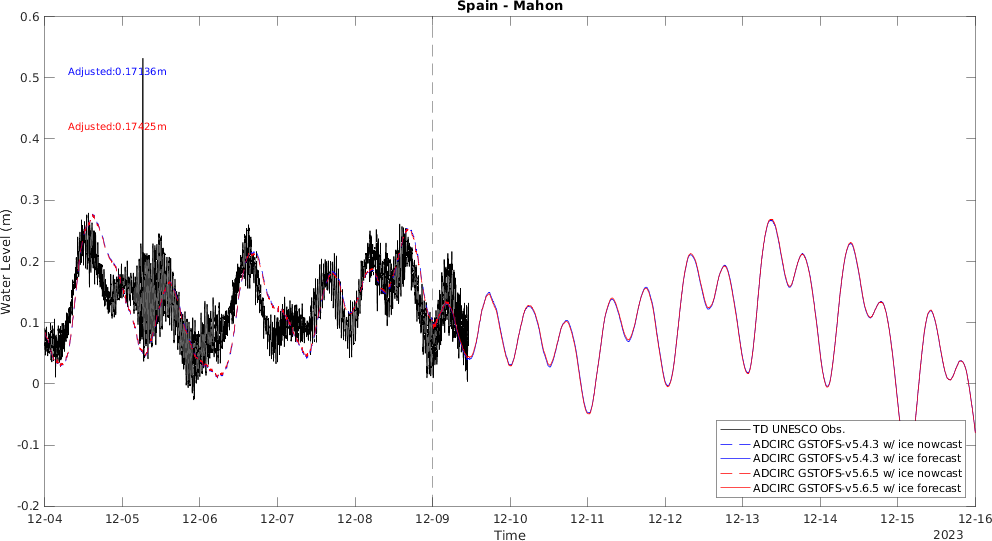 Spain - Mahon
0.6
0.5
0.4
0.3
0.2
0.1
0
-0.1
-0.2
Water Level (m)
Adjusted:0.17136m
Adjusted:0.17425m
TD UNESCO Obs.
ADCIRC GSTOFS-v5.4.3 w/ ice nowcast
ADCIRC GSTOFS-v5.4.3 w/ ice forecast
ADCIRC GSTOFS-v5.6.5 w/ ice nowcast
ADCIRC GSTOFS-v5.6.5 w/ ice forecast
12-04 12-05 12-06 12-07 12-08 12-09 12-10 12-11 12-12 12-13 12-14 12-15 12-16
Time
2023